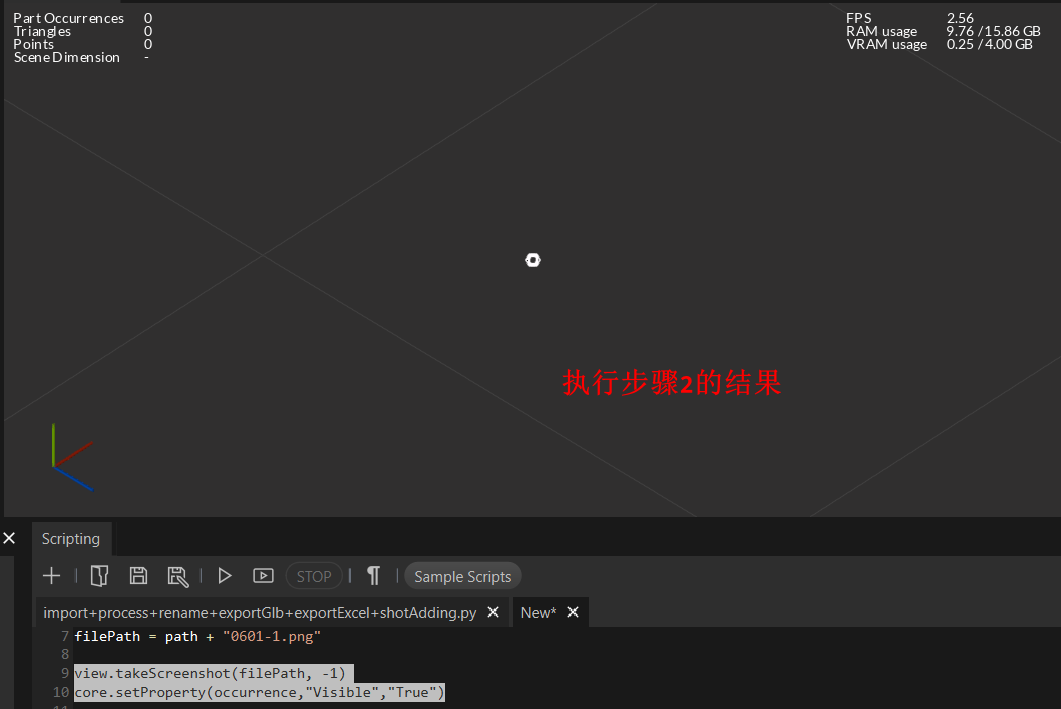 Part Occurrences 0
Triangles 0
Points 0
Scene Dimension -
FPS 2.56
RAM usage 9.76 / 15.86 GB
VRAM usage 0.25 / 4.00 GB
执行步骤2的结果
Scripting
STOP
Sample Scripts
import+process+rename+exportGlb+exportExcel+shotAdding.py
New*
7 filePath = path + "0601-1.png"
8
9 view.takeScreenshot(filePath, -1)
10 core.setProperty(occurrence,"Visible","True")